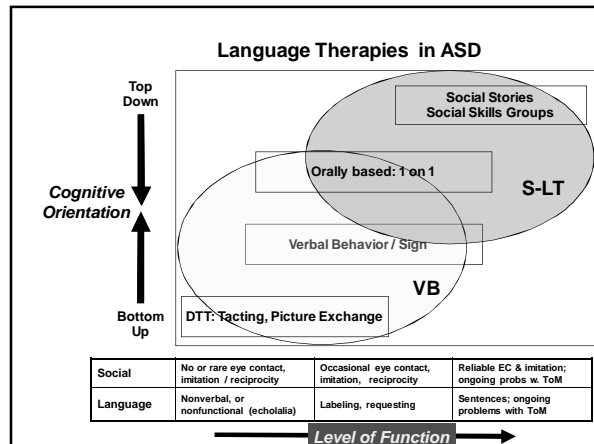 Language Therapies in ASD
Top
Down
Social Stories
Social Skills Groups
Orally based: 1 on 1
S-LT
Cognitive
Orientation
Verbal Behavior / Sign
VB
DTT: Tacting, Picture Exchange
Bottom
Up
Social
No or rare eye contact,
imitation / reciprocity
Occasional eye contact,
imitation, reciprocity
Reliable EC & imitation;
ongoing probs w. ToM
Language
Nonverbal, or
nonfunctional (echolalia)
Labeling, requesting
Sentences; ongoing
problems with ToM
Level of Function